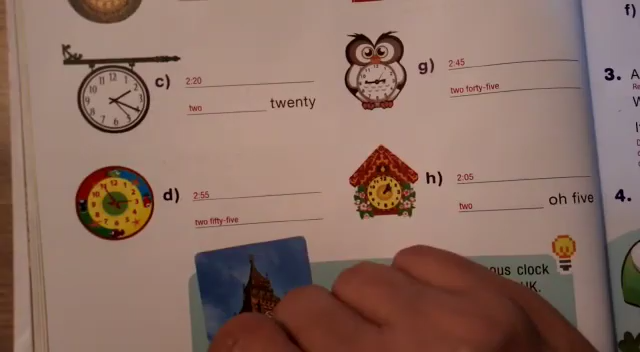 c) 2:20
two twenty
d) 2:55
two fifty-five
g) 2:45
two forty-five
h) 2:05
two oh five
ous clock
UK.
f)
3. A
4.